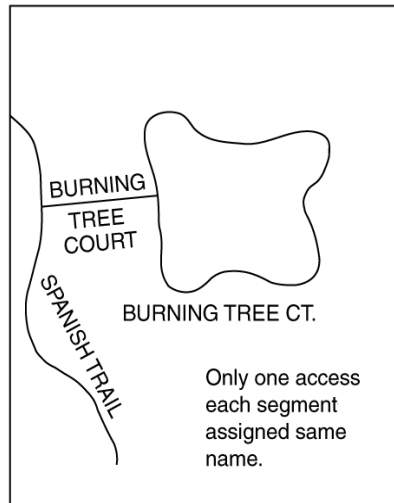 BURNING
TREE
COURT
BURNING TREE CT.
SPANISH TRAIL
Only one access
each segment
assigned same
name.